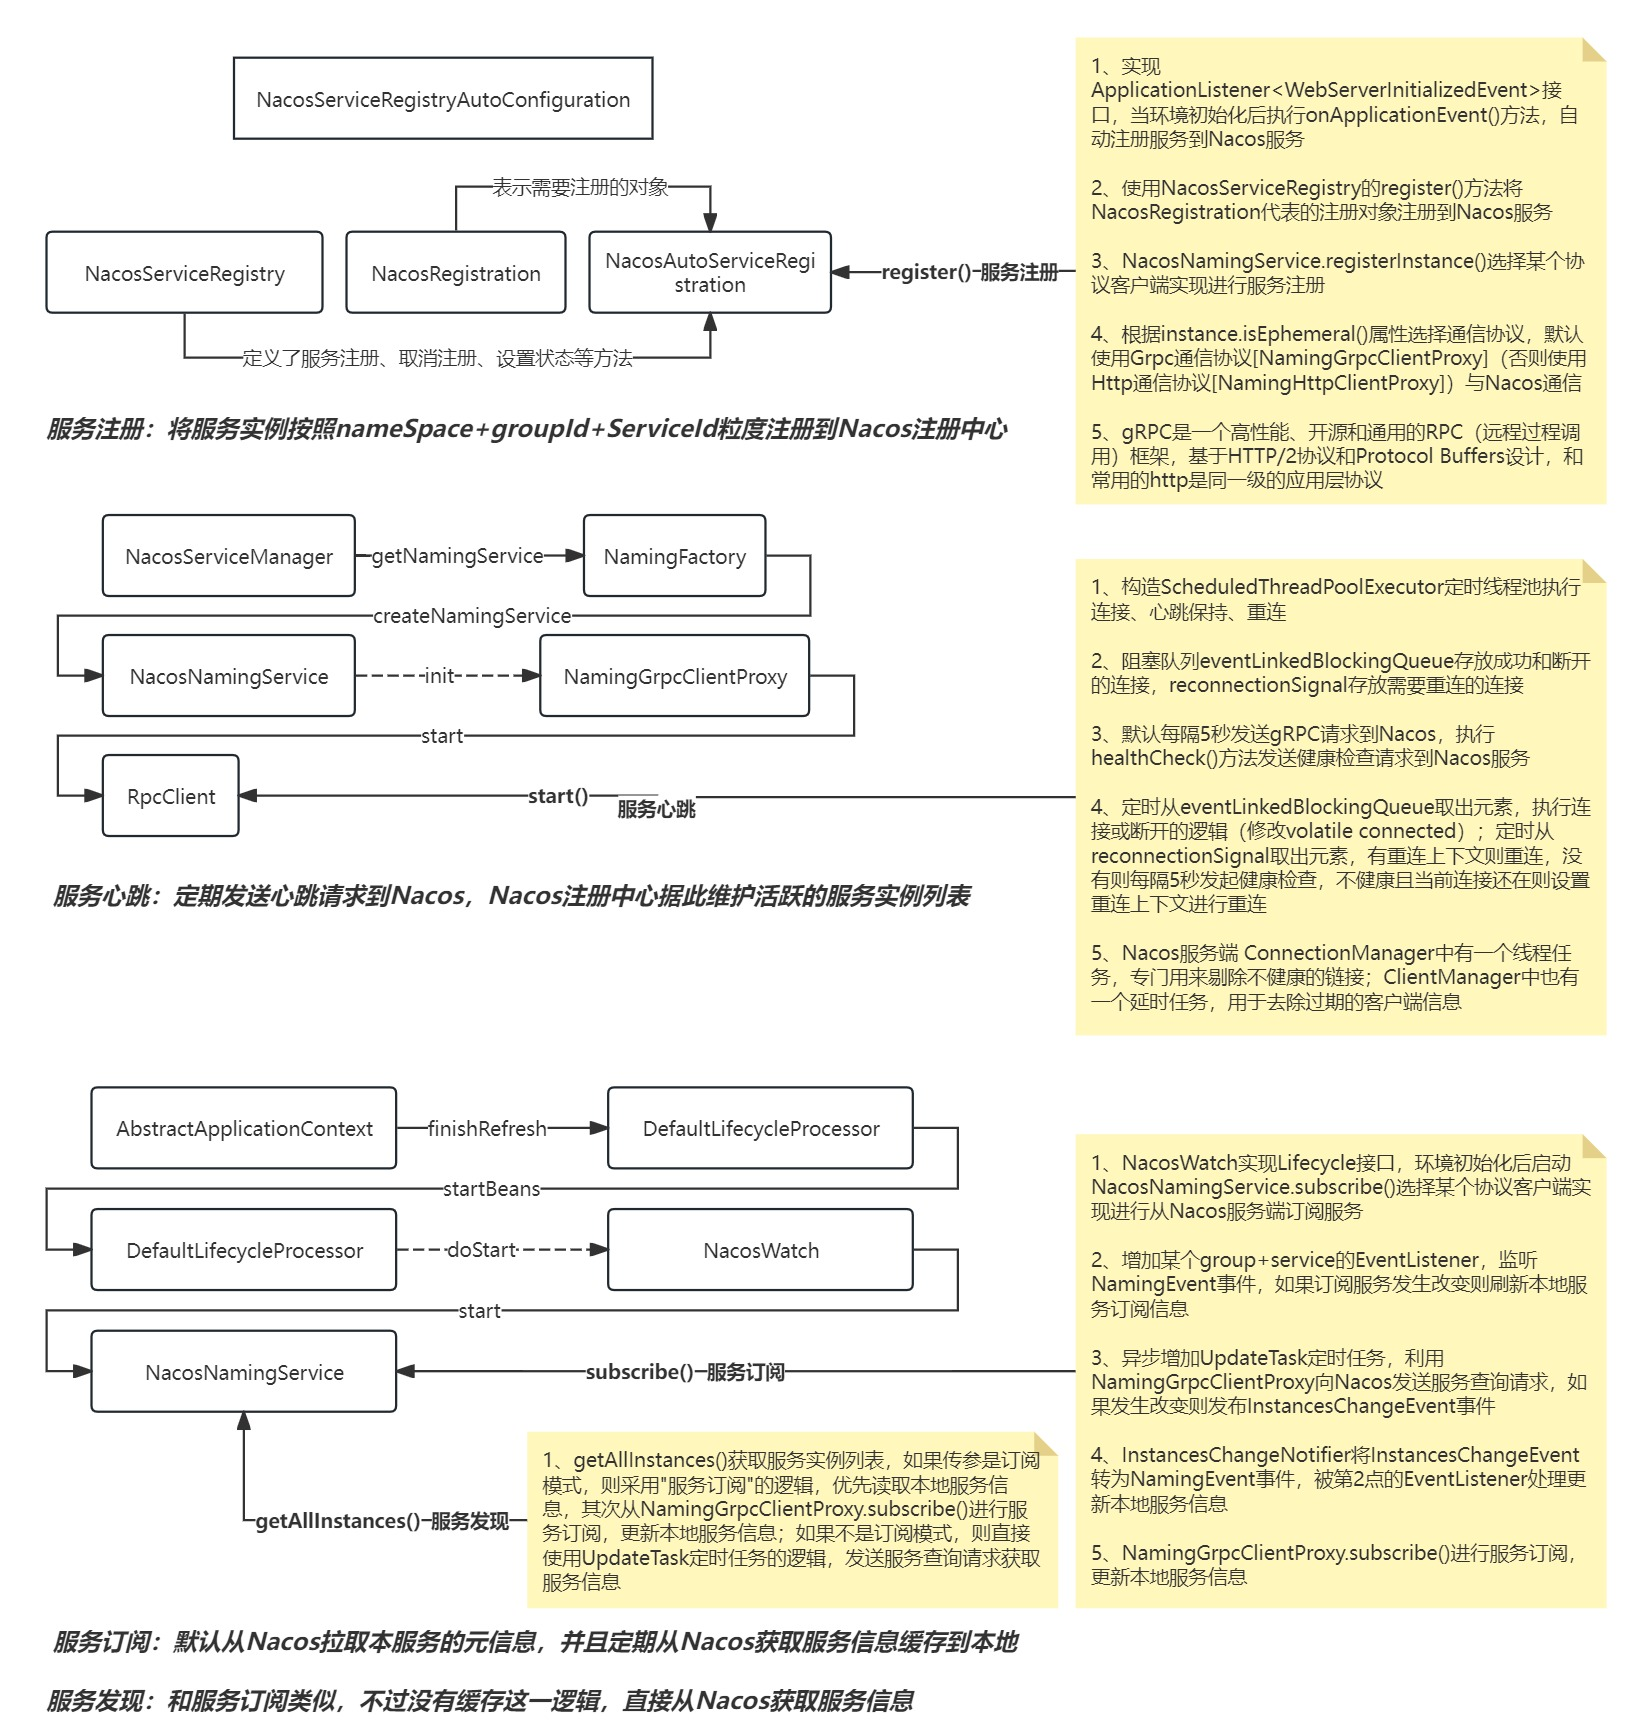 NacosServiceRegistryAutoConfiguration
表示需要注册的对象
NacosServiceRegistry
NacosRegistration
NacosAutoServiceRegi
stration
register()
服务注册
定义了服务注册、取消注册、设置状态等方法
服务注册：将服务实例按照nameSpace+groupId+ServiceId粒度注册到Nacos注册中心
1、实现
ApplicationListener<WebServerInitializedEvent>接
口，当环境初始化后执行onApplicationEvent()方法，自
动注册服务到Nacos服务
2、使用NacosServiceRegistry的register()方法将
NacosRegistration代表的注册对象注册到Nacos服务
3、NacosNamingService.registerInstance()选择某个协
议客户端实现进行服务注册
4、根据instance.isEphemeral()属性选择通信协议，默认
使用Grpc通信协议[NamingGrpcClientProxy]（否则使用
Http通信协议[NamingHttpClientProxy]）与Nacos通信
5、gRPC是一个高性能、开源和通用的RPC（远程过程调
用）框架，基于HTTP/2协议和Protocol Buffers设计，和
常用的http是同一级的应用层协议
NacosServiceManager
getNamingService
NamingFactory
createNamingService
NacosNamingService
init
NamingGrpcClientProxy
start
RpcClient
start()
服务心跳
服务心跳：定期发送心跳请求到Nacos，Nacos注册中心据此维护活跃的服务实例列表
1、构造ScheduledThreadPoolExecutor定时线程池执行
连接、心跳保持、重连
2、阻塞队列eventLinkedBlockingQueue存放成功和断开
的连接，reconnectionSignal存放需要重连的连接
3、默认每隔5秒发送gRPC请求到Nacos，执行
healthCheck()方法发送健康检查请求到Nacos服务
4、定时从eventLinkedBlockingQueue取出元素，执行连
接或断开的逻辑（修改volatile connected）；定时从
reconnectionSignal取出元素，有重连上下文则重连，没
有则每隔5秒发起健康检查，不健康且当前连接还在则设置
重连上下文进行重连
5、Nacos服务端 ConnectionManager中有一个线程任
务，专门用来剔除不健康的链接；ClientManager中也有
一个延时任务，用于去除过期的客户端信息
AbstractApplicationContext
finishRefresh
DefaultLifecycleProcessor
startBeans
DefaultLifecycleProcessor
doStart
NacosWatch
start
NacosNamingService
subscribe()
服务订阅
getAllInstances()
服务发现
1、getAllInstances()获取服务实例列表，如果传参是订阅
模式，则采用"服务订阅"的逻辑，优先读取本地服务信
息，其次从NamingGrpcClientProxy.subscribe()进行服
务订阅，更新本地服务信息；如果不是订阅模式，则直接
使用UpdateTask定时任务的逻辑，发送服务查询请求获取
服务信息
1、NacosWatch实现Lifecycle接口，环境初始化后启动
NacosNamingService.subscribe()选择某个协议客户端实
现进行从Nacos服务端订阅服务
2、增加某个group+service的EventListener，监听
NamingEvent事件，如果订阅服务发生改变则刷新本地服
务订阅信息
3、异步增加UpdateTask定时任务，利用
NamingGrpcClientProxy向Nacos发送服务查询请求，如
果发生改变则发布InstancesChangeEvent事件
4、InstancesChangeNotifier将InstancesChangeEvent
转为NamingEvent事件，被第2点的EventListener处理更
新本地服务信息
5、NamingGrpcClientProxy.subscribe()进行服务订阅，
更新本地服务信息
服务订阅：默认从Nacos拉取本服务的元信息，并且定期从Nacos获取服务信息缓存到本地
服务发现：和服务订阅类似，不过没有缓存这一逻辑，直接从Nacos获取服务信息